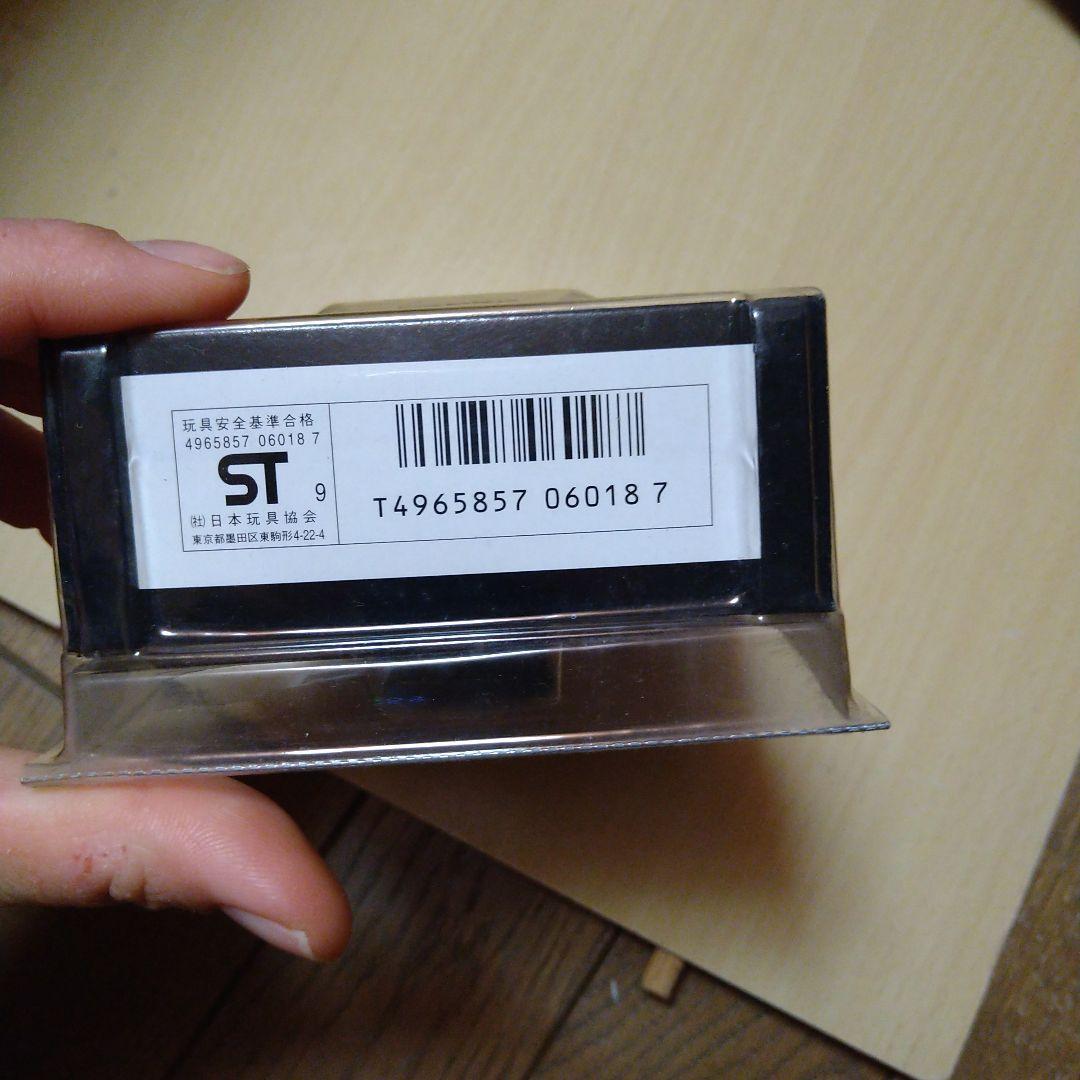 玩具安全基準合格
4965857 06018 7
ST 9
(社)日本玩具協会
東京都墨田区東駒形4-22-4
T4965857 06018 7